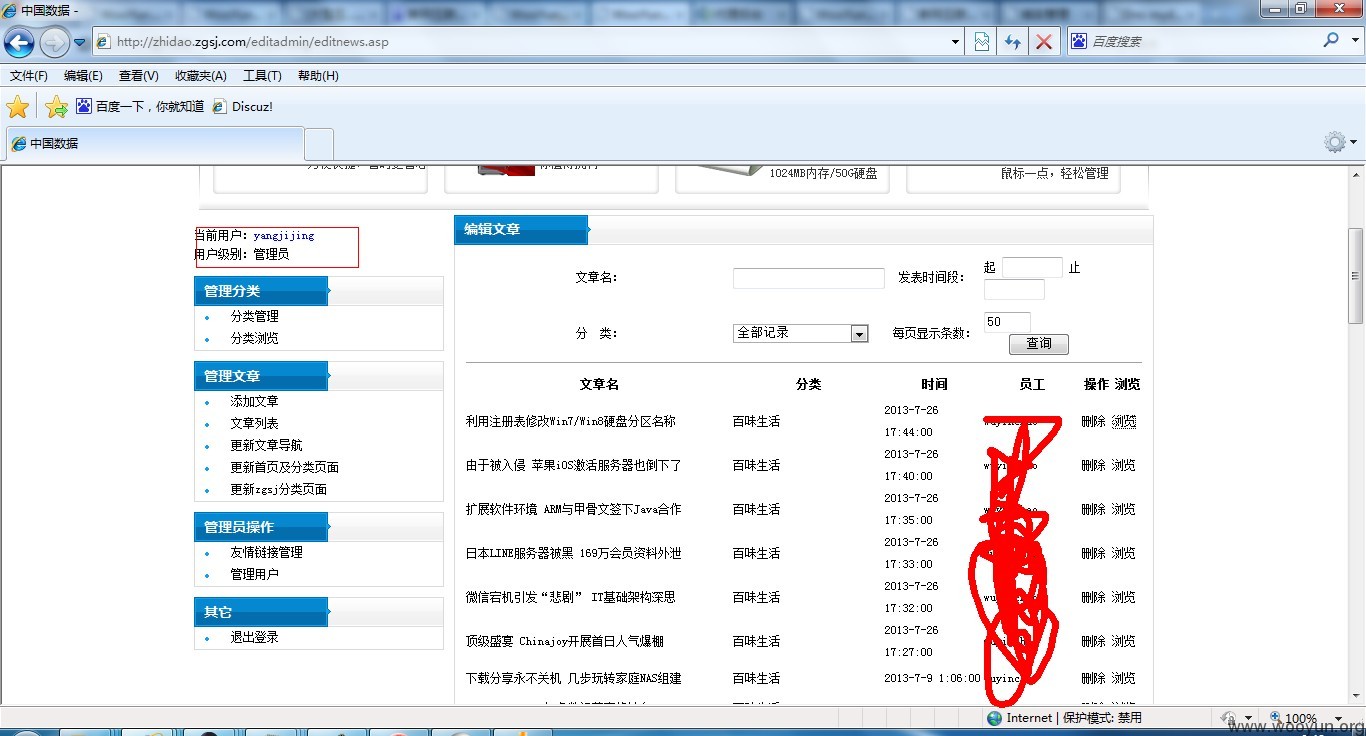 中国数据 -
http://zhidao.zgsj.com/editadmin/editnews.asp
百度搜索
文件(F) 编辑(E) 查看(V) 收藏夹(A) 工具(T) 帮助(H)
百度一下，你就知道 Discuz!
中国数据
1024MB内存/50G硬盘
鼠标一点，轻松管理
当前用户：yangjijing
用户级别：管理员
管理分类
分类管理
分类浏览
管理文章
添加文章
文章列表
更新文章导航
更新首页及分类页面
更新zgsj分类页面
管理员操作
友情链接管理
管理用户
其它
退出登录
编辑文章
文章名： 发表时间段： 起 止
分 类： 全部记录 每页显示条数： 50
查询
文章名 分类 时间 员工 操作 浏览
利用注册表修改Win7/Win8硬盘分区名称 百味生活 2013-7-26 17:44:00 删除 浏览
由于被入侵 苹果iOS激活服务器也倒下了 百味生活 2013-7-26 17:40:00 删除 浏览
扩展软件环境 ARM与甲骨文签下Java合作 百味生活 2013-7-26 17:35:00 删除 浏览
日本LINE服务器被黑 169万会员资料外泄 百味生活 2013-7-26 17:33:00 删除 浏览
微信宕机引发“悲剧” IT基础架构深思 百味生活 2013-7-26 17:32:00 删除 浏览
顶级盛宴 Chinajoy开展首日人气爆棚 百味生活 2013-7-26 17:27:00 删除 浏览
下载分享永不关机 几步玩转家庭NAS组建 百味生活 2013-7-9 1:06:00 删除 浏览
Internet | 保护模式: 禁用
100%
www.wooyun.org